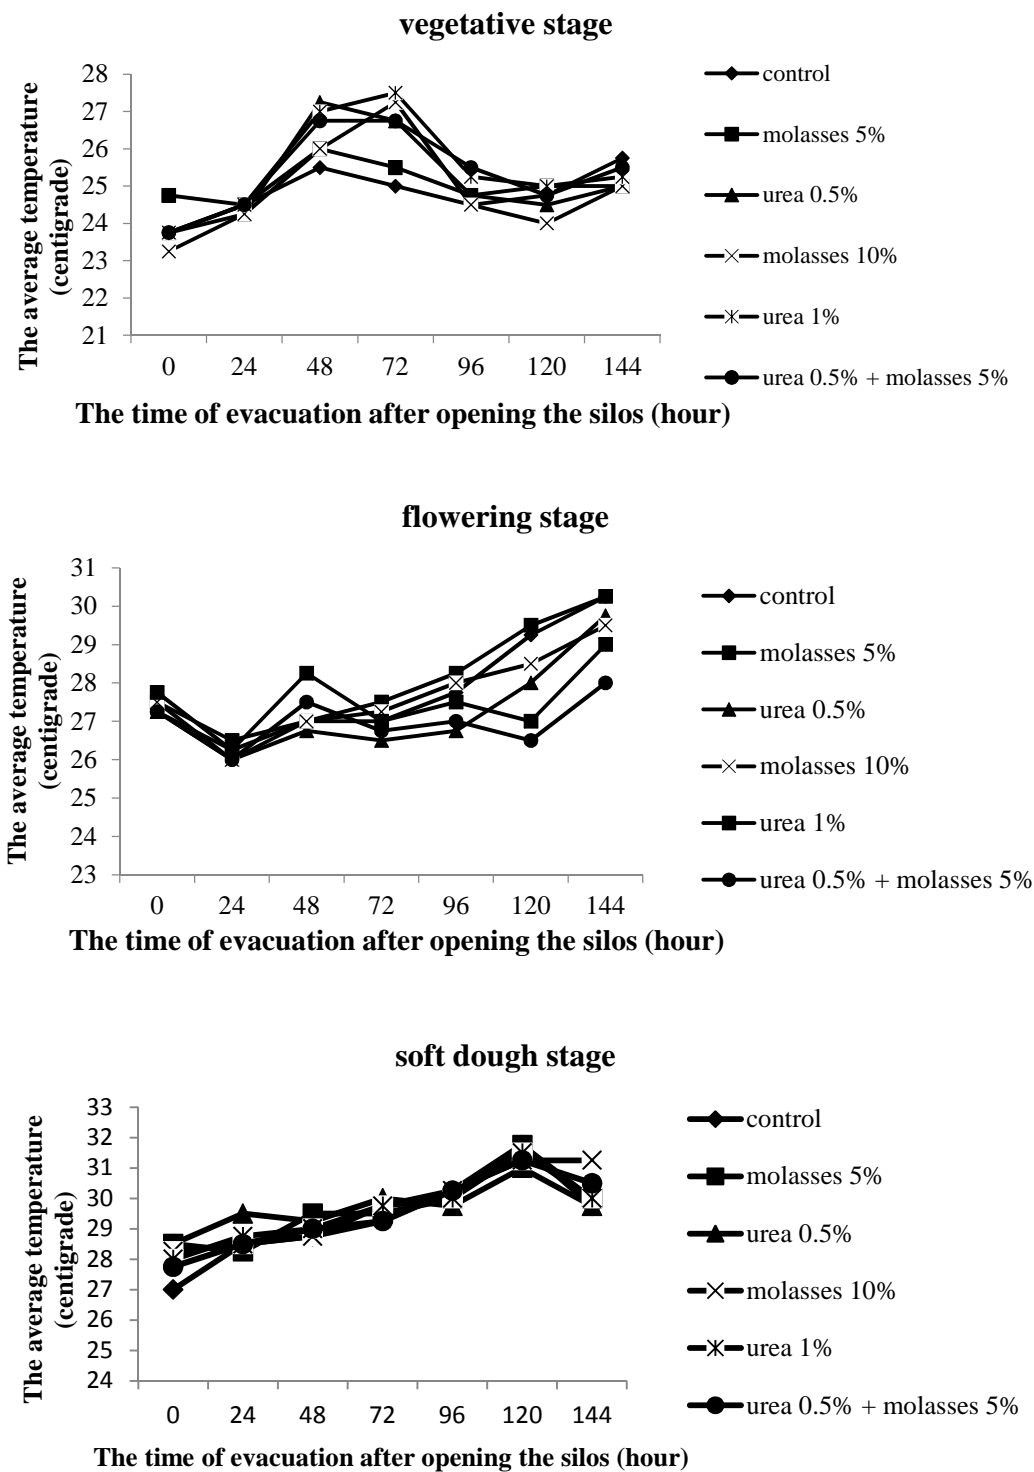 vegetative stage
The average temperature
(centigrade)
28
27
26
25
24
23
22
21
0 24 48 72 96 120 144
The time of evacuation after opening the silos (hour)
control
molasses 5%
urea 0.5%
molasses 10%
urea 1%
urea 0.5% + molasses 5%
flowering stage
The average temperature
(centigrade)
31
30
29
28
27
26
25
24
23
0 24 48 72 96 120 144
The time of evacuation after opening the silos (hour)
control
molasses 5%
urea 0.5%
molasses 10%
urea 1%
urea 0.5% + molasses 5%
soft dough stage
The average temperature
(centigrade)
33
32
31
30
29
28
27
26
25
24
0 24 48 72 96 120 144
The time of evacuation after opening the silos (hour)
control
molasses 5%
urea 0.5%
molasses 10%
urea 1%
urea 0.5% + molasses 5%